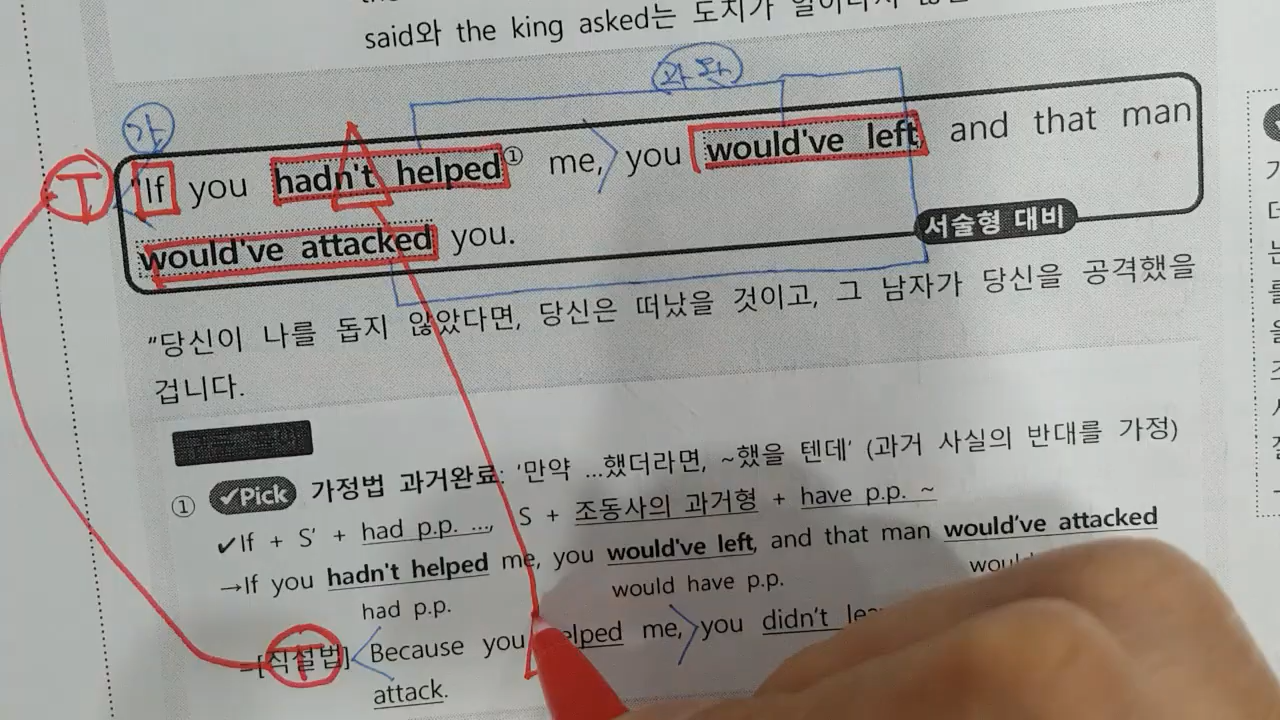 said와 the king asked는 도치가
가 과완
T "If you hadn't helped① me, you would've left, and that man
would've attacked you.
서술형 대비
"당신이 나를 돕지 않았다면, 당신은 떠났을 것이고, 그 남자가 당신을 공격했을
겁니다.
① ✓Pick 가정법 과거완료: '만약 …했더라면, ~했을 텐데' (과거 사실의 반대를 가정)
✓If + S' + had p.p. …, S + 조동사의 과거형 + have p.p. ~
→If you hadn't helped me, you would've left, and that man would've attacked
had p.p. would have p.p.
=[직설법] Because you helped me, you didn't
attack.